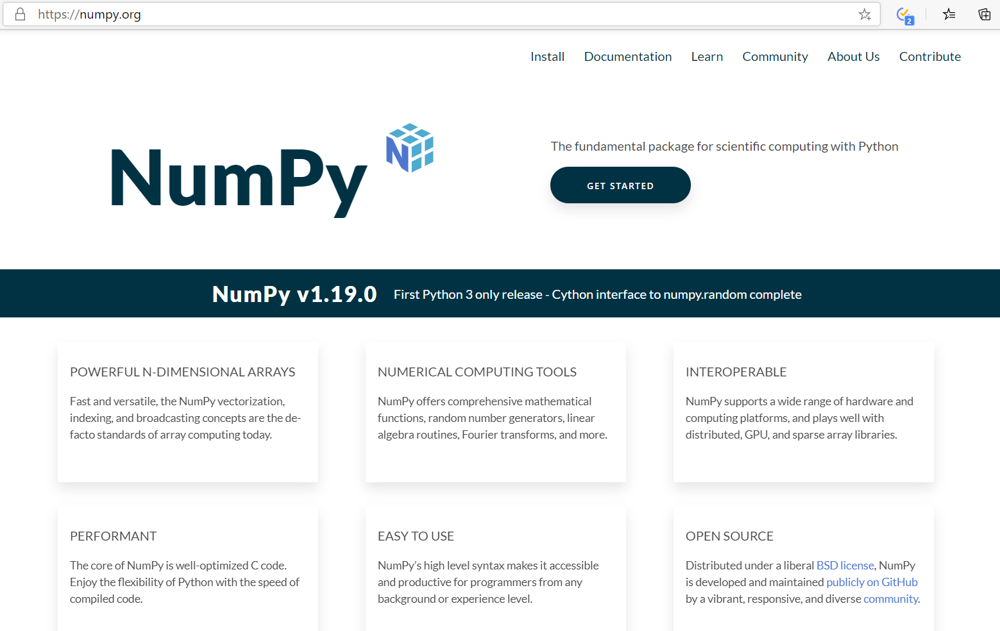 https://numpy.org
2
Install Documentation Learn Community About Us Contribute
NumPy
The fundamental package for scientific computing with Python
GET STARTED
NumPy v1.19.0 First Python 3 only release - Cython interface to numpy.random complete
POWERFUL N-DIMENSIONAL ARRAYS
Fast and versatile, the NumPy vectorization,
indexing, and broadcasting concepts are the de-
facto standards of array computing today.
NUMERICAL COMPUTING TOOLS
NumPy offers comprehensive mathematical
functions, random number generators, linear
algebra routines, Fourier transforms, and more.
INTEROPERABLE
NumPy supports a wide range of hardware and
computing platforms, and plays well with
distributed, GPU, and sparse array libraries.
PERFORMANT
The core of NumPy is well-optimized C code.
Enjoy the flexibility of Python with the speed of
compiled code.
EASY TO USE
NumPy’s high level syntax makes it accessible
and productive for programmers from any
background or experience level.
OPEN SOURCE
Distributed under a liberal BSD license, NumPy
is developed and maintained publicly on GitHub
by a vibrant, responsive, and diverse community.